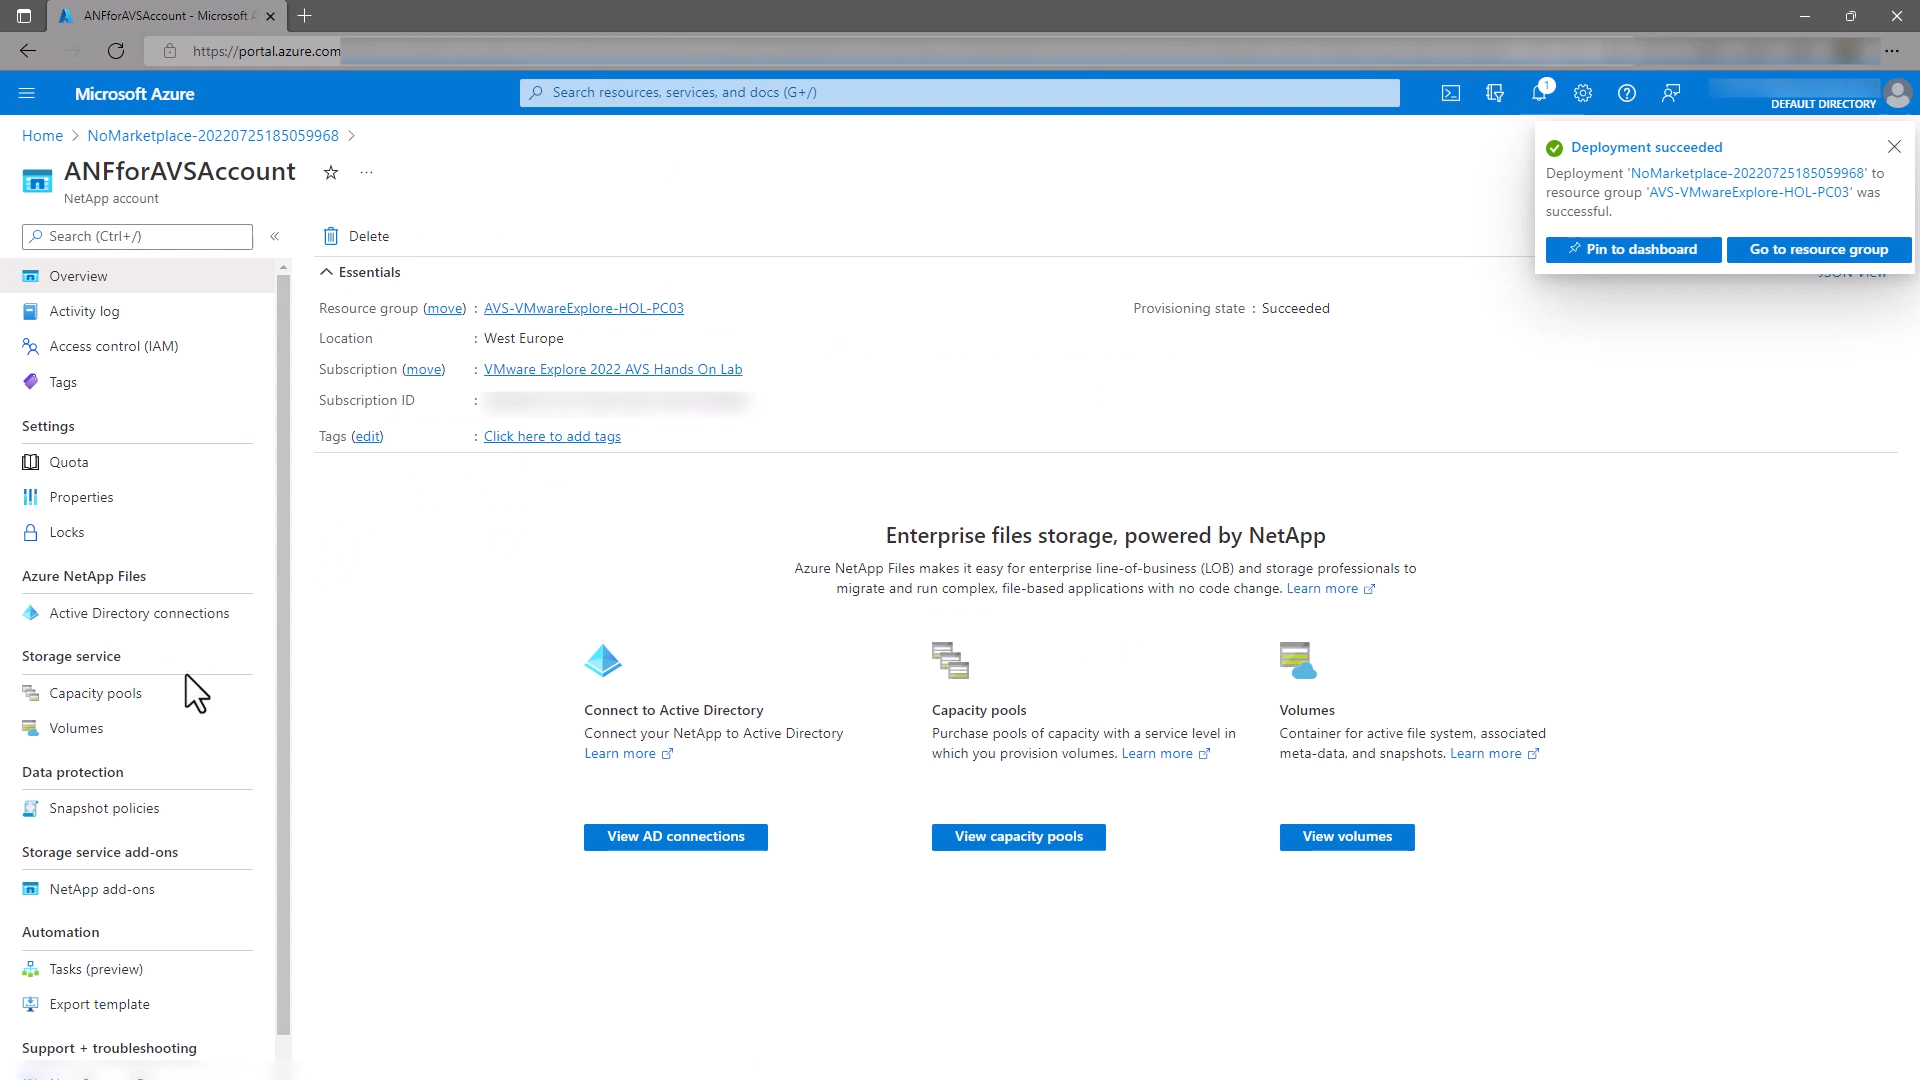 ANFforAVSAccount - Microsoft A
https://portal.azure.com
Microsoft Azure
Search resources, services, and docs (G+/)
1
DEFAULT DIRECTORY
Home > NoMarketplace-20220725185059968 >
ANFforAVSAccount
NetApp account
Deployment succeeded
Deployment 'NoMarketplace-20220725185059968' to
resource group 'AVS-VMwareExplore-HOL-PC03' was
successful.
Pin to dashboard
Go to resource group
Search (Ctrl+/)
Delete
Overview
Activity log
Access control (IAM)
Tags
Settings
Quota
Properties
Locks
Azure NetApp Files
Active Directory connections
Storage service
Capacity pools
Volumes
Data protection
Snapshot policies
Storage service add-ons
NetApp add-ons
Automation
Tasks (preview)
Export template
Support + troubleshooting
Essentials
JSON View
Resource group (move) : AVS-VMwareExplore-HOL-PC03
Location : West Europe
Subscription (move) : VMware Explore 2022 AVS Hands On Lab
Subscription ID :
Tags (edit) : Click here to add tags
Provisioning state : Succeeded
Enterprise files storage, powered by NetApp
Azure NetApp Files makes it easy for enterprise line-of-business (LOB) and storage professionals to
migrate and run complex, file-based applications with no code change. Learn more
Connect to Active Directory
Connect your NetApp to Active Directory
Learn more
View AD connections
Capacity pools
Purchase pools of capacity with a service level in
which you provision volumes. Learn more
View capacity pools
Volumes
Container for active file system, associated
meta-data, and snapshots. Learn more
View volumes